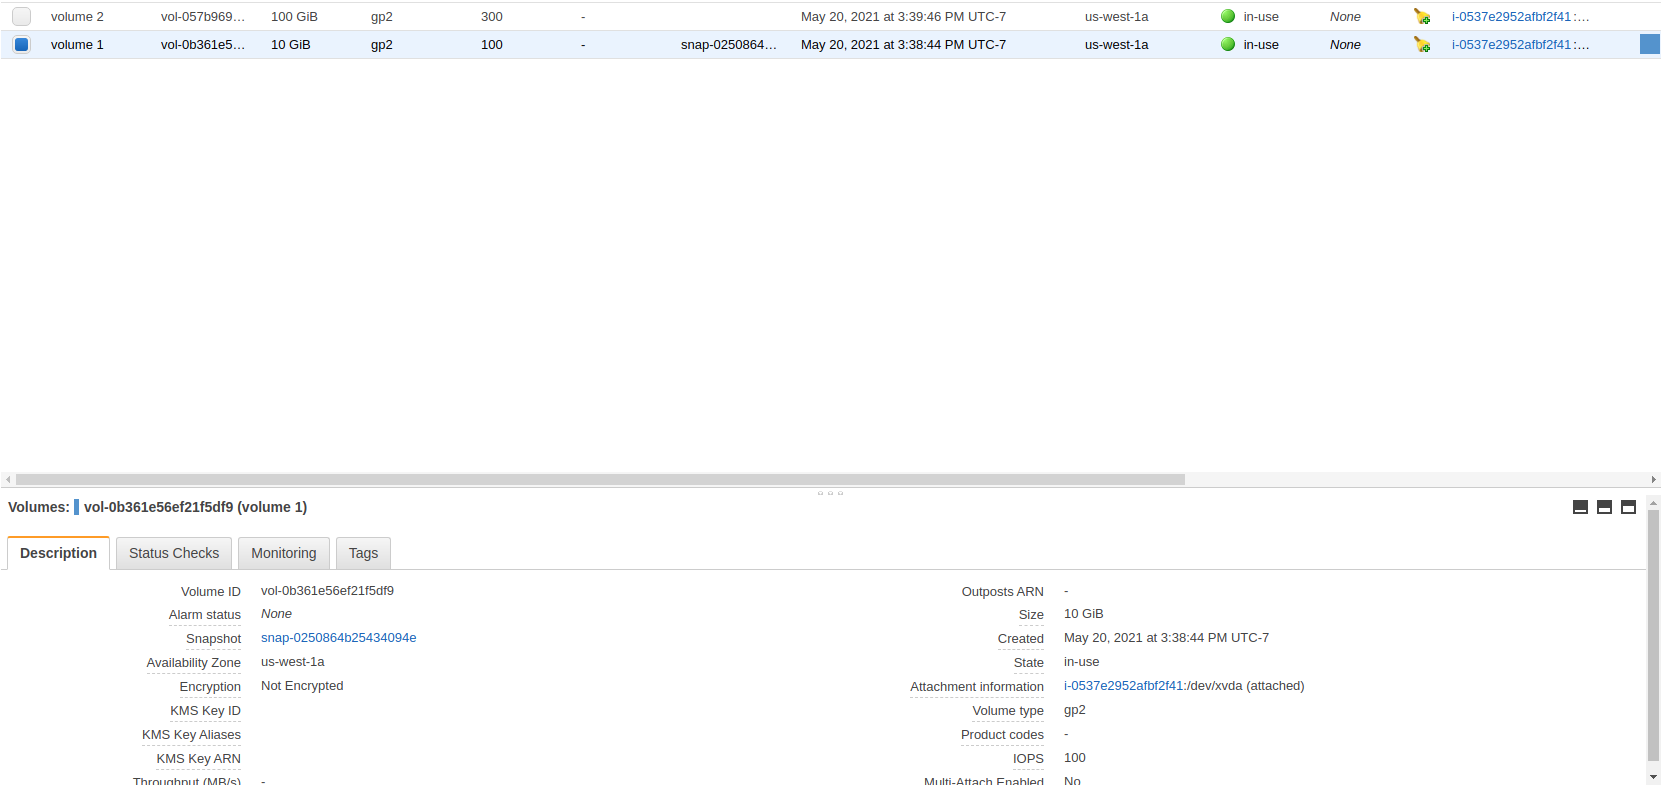 volume 2 vol-057b969… 100 GiB gp2 300 - May 20, 2021 at 3:39:46 PM UTC-7 us-west-1a in-use None i-0537e2952afbf2f41:…
volume 1 vol-0b361e5… 10 GiB gp2 100 - snap-0250864… May 20, 2021 at 3:38:44 PM UTC-7 us-west-1a in-use None i-0537e2952afbf2f41:…
Volumes: vol-0b361e56ef21f5df9 (volume 1)
Description Status Checks Monitoring Tags
Volume ID vol-0b361e56ef21f5df9 Outposts ARN -
Alarm status None Size 10 GiB
Snapshot snap-0250864b25434094e Created May 20, 2021 at 3:38:44 PM UTC-7
Availability Zone us-west-1a State in-use
Encryption Not Encrypted Attachment information i-0537e2952afbf2f41:/dev/xvda (attached)
KMS Key ID Volume type gp2
KMS Key Aliases Product codes -
KMS Key ARN IOPS 100
Throughput (MB/s) - Multi-Attach Enabled No